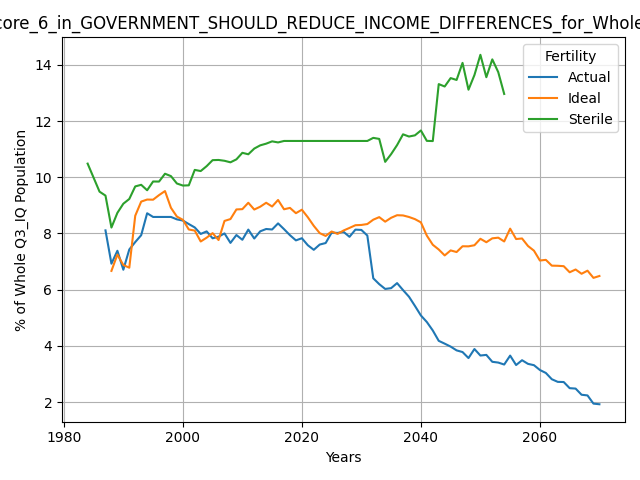 core_6_in_GOVERNMENT_SHOULD_REDUCE_INCOME_DIFFERENCES_for_Whole
14
12
10
8
6
4
2
% of Whole Q3_IQ Population
1980
2000
2020
2040
2060
Years
Fertility
Actual
Ideal
Sterile